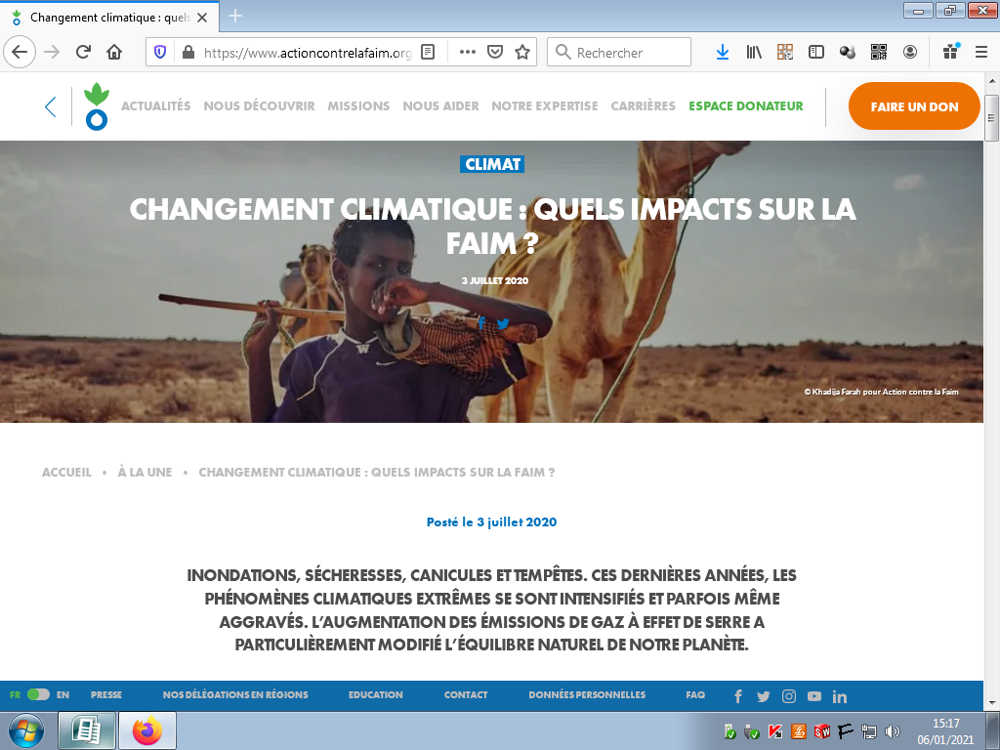 Changement climatique : quels
https://www.actioncontrelafaim.org
Rechercher
ACTUALITÉS NOUS DÉCOUVRIR MISSIONS NOUS AIDER NOTRE EXPERTISE CARRIÈRES ESPACE DONATEUR FAIRE UN DON
CLIMAT
CHANGEMENT CLIMATIQUE : QUELS IMPACTS SUR LA
FAIM ?
3 JUILLET 2020
W
© Khadija Farah pour Action contre la Faim
ACCUEIL • À LA UNE • CHANGEMENT CLIMATIQUE : QUELS IMPACTS SUR LA FAIM ?
Posté le 3 juillet 2020
INONDATIONS, SÉCHERESSES, CANICULES ET TEMPÊTES. CES DERNIÈRES ANNÉES, LES
PHÉNOMÈNES CLIMATIQUES EXTRÊMES SE SONT INTENSIFIÉS ET PARFOIS MÊME
AGGRAVÉS. L’AUGMENTATION DES ÉMISSIONS DE GAZ À EFFET DE SERRE A
PARTICULIÈREMENT MODIFIÉ L’ÉQUILIBRE NATUREL DE NOTRE PLANÈTE.
FR EN PRESSE NOS DÉLÉGATIONS EN RÉGIONS EDUCATION CONTACT DONNÉES PERSONNELLES FAQ
15:17
06/01/2021